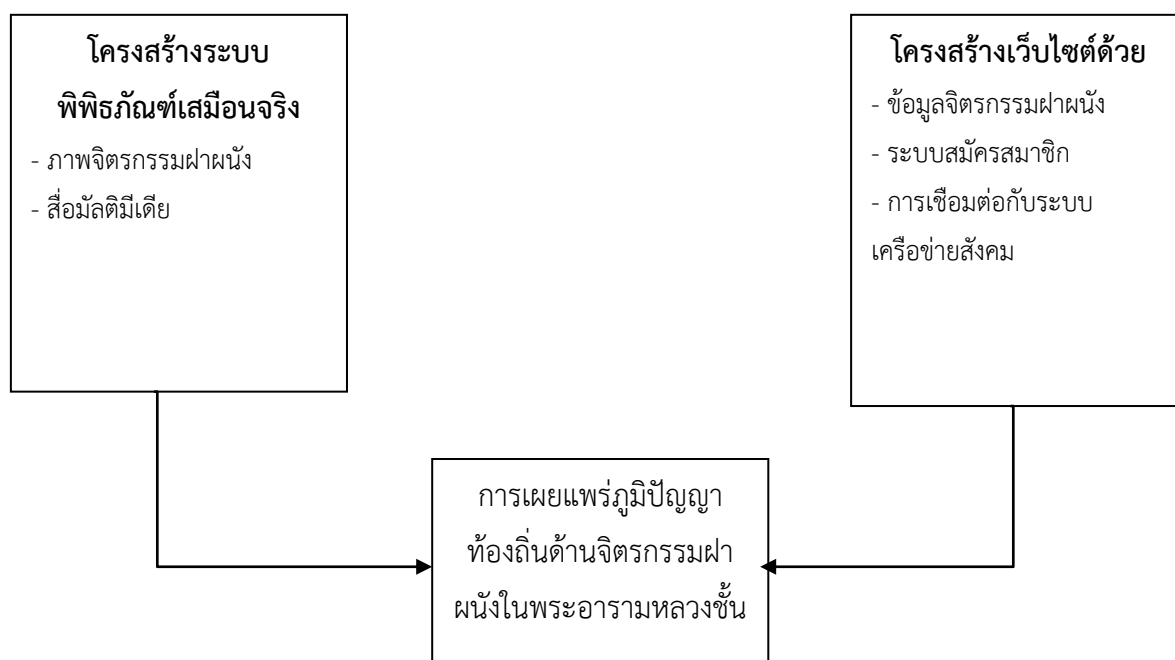 โครงสร้างระบบ
พิพิธภัณฑ์เสมือนจริง
- ภาพจิตรกรรมฝาผนัง
- สื่อมัลติมีเดีย
โครงสร้างเว็บไซต์ด้วย
- ข้อมูลจิตรกรรมฝาผนัง
- ระบบสมัครสมาชิก
- การเชือมต่อกับระบบ
เครือข่ายสังคม
การเผยแพร่ภูมิปัญญา
ท้องถิ่นด้านจิตรกรรมฝา
ผนังในพระอารามหลวงชั้น